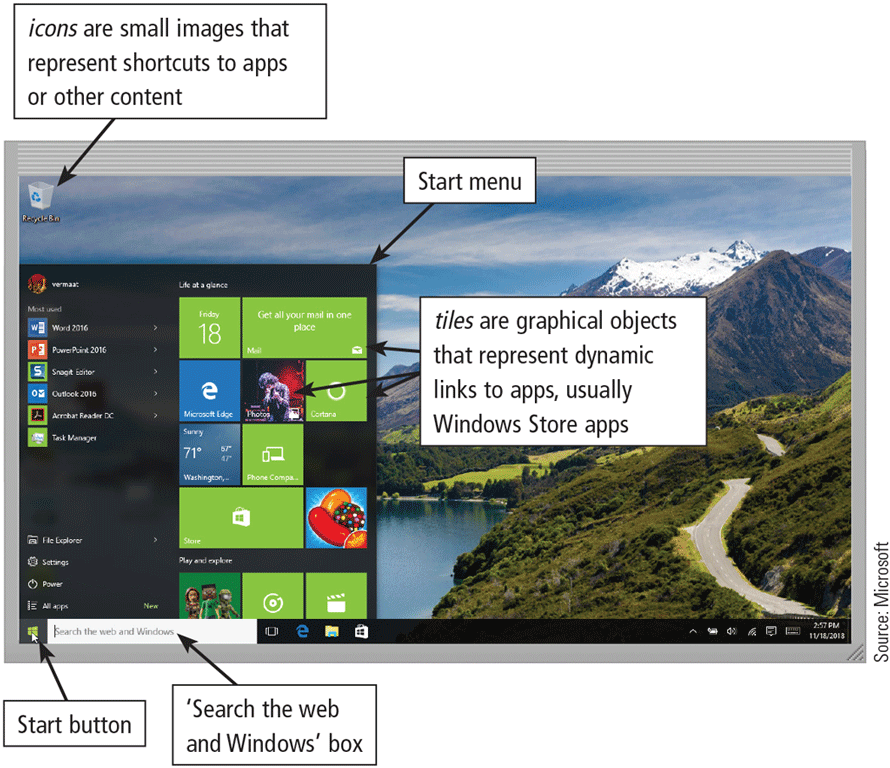 icons are small images that
represent shortcuts to apps
or other content
Recycle Bin
Start menu
vermaat
Most used
Word 2016
PowerPoint 2016
Snagit Editor
Outlook 2016
Acrobat Reader DC
Task Manager
File Explorer
Settings
Power
All apps
New
Life at a glance
Friday
18
Get all your mail in one
place
Mail
Microsoft Edge
Photos
Cortana
Sunny
71°
67°
47°
Washington,...
Phone Compa...
Store
Play and explore
tiles are graphical objects
that represent dynamic
links to apps, usually
Windows Store apps
Search the web and Windows
2:57 PM
11/18/2018
Source: Microsoft
Start button
‘Search the web
and Windows’ box